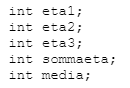 int eta1;
int eta2;
int eta3;
int sommaeta;
int media;